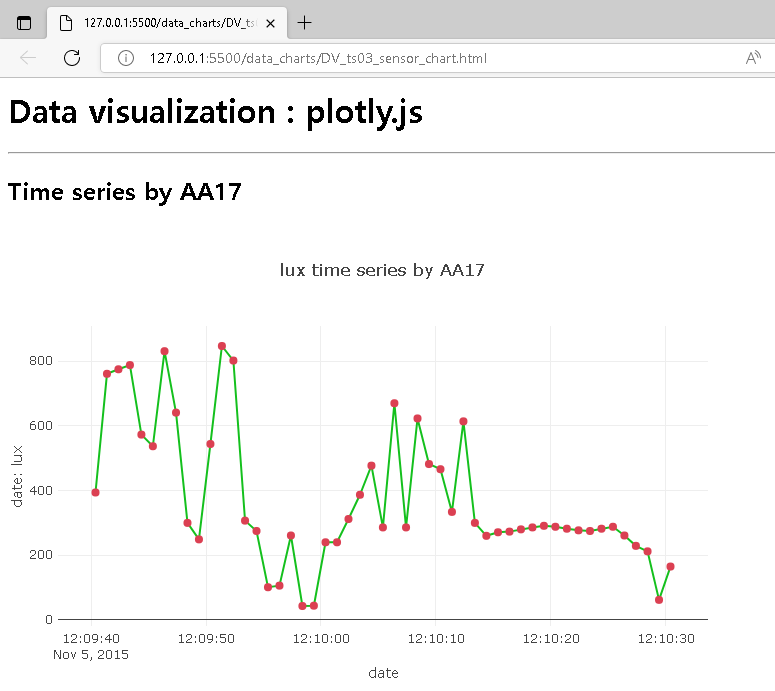 127.0.0.1:5500/data_charts/DV_ts
127.0.0.1:5500/data_charts/DV_ts03_sensor_chart.html
Data visualization : plotly.js
Time series by AA17
lux time series by AA17
date: lux
800
600
400
200
0
12:09:40
Nov 5, 2015
12:09:50
12:10:00
12:10:10
12:10:20
12:10:30
date